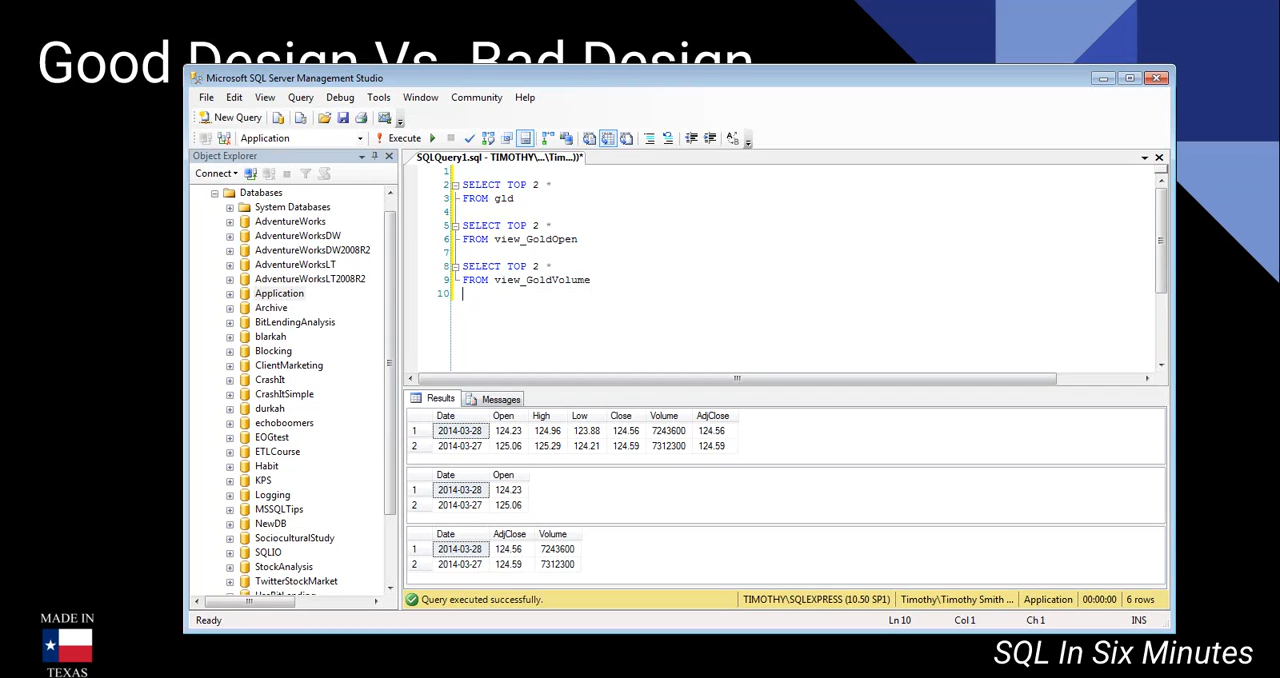 Good Design Vs. Bad Design
Microsoft SQL Server Management Studio
File Edit View Query Debug Tools Window Community Help
New Query
Application Execute
Object Explorer
SQLQuery1.sql - TIMOTHY\...\Tim...))*
Connect
Databases
System Databases
AdventureWorks
AdventureWorksDW
AdventureWorksDW2008R2
AdventureWorksLT
AdventureWorksLT2008R2
Application
Archive
BitLendingAnalysis
blarkah
Blocking
ClientMarketing
CrashIt
CrashItSimple
durkah
echoboomers
EOGtest
ETLCourse
Habit
KPS
Logging
MSSQLTips
NewDB
SocioculturalStudy
SQLIO
StockAnalysis
TwitterStockMarket
1
2 SELECT TOP 2 *
3 FROM gld
4
5 SELECT TOP 2 *
6 FROM view_GoldOpen
7
8 SELECT TOP 2 *
9 FROM view_GoldVolume
10
Results Messages
Date Open High Low Close Volume AdjClose
1 2014-03-28 124.23 124.96 123.88 124.56 7243600 124.56
2 2014-03-27 125.06 125.29 124.21 124.59 7312300 124.59
Date Open
1 2014-03-28 124.23
2 2014-03-27 125.06
Date AdjClose Volume
1 2014-03-28 124.56 7243600
2 2014-03-27 124.59 7312300
Query executed successfully. TIMOTHY\SQLEXPRESS (10.50 SP1) Timothy\Timothy Smith ... Application 00:00:00 6 rows
Ready Ln 10 Col 1 Ch 1 INS
MADE IN
TEXAS
SQL In Six Minutes